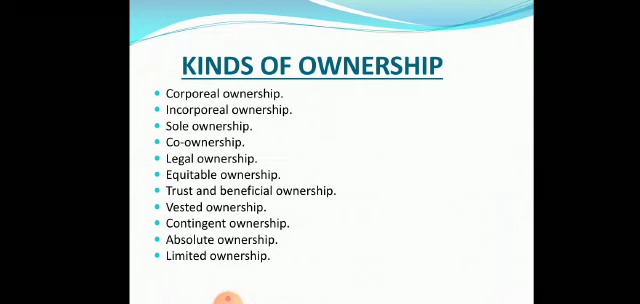 KINDS OF OWNERSHIP
Corporeal ownership.
Incorporeal ownership.
Sole ownership.
Co-ownership.
Legal ownership.
Equitable ownership.
Trust and beneficial ownership.
Vested ownership.
Contingent ownership.
Absolute ownership.
Limited ownership.